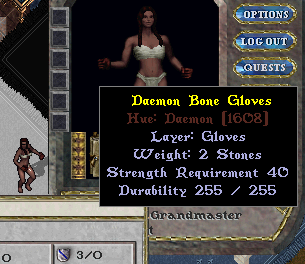 OPTIONS
LOG OUT
QUESTS
Daemon Bone Gloves
Hue: Daemon [1608]
Layer: Gloves
Weight: 2 Stones
Strength Requirement 40
Durability 255 / 255
Grandmaster
0
3/0